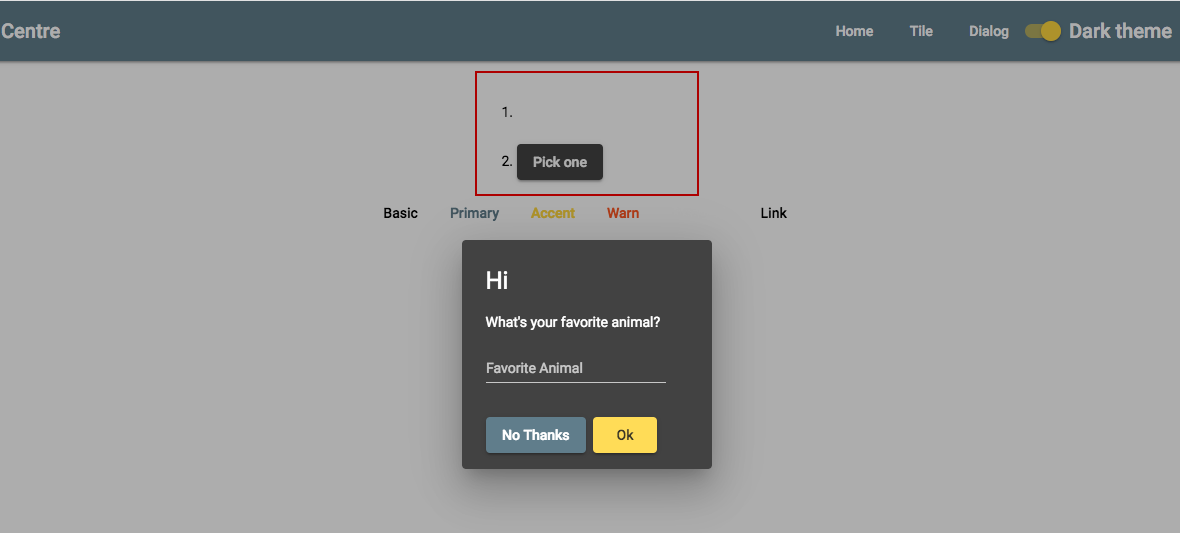 Centre Home Tile Dialog Dark theme
1.
2. Pick one
Basic Primary Accent Warn Link
Hi
What's your favorite animal?
Favorite Animal
No Thanks Ok